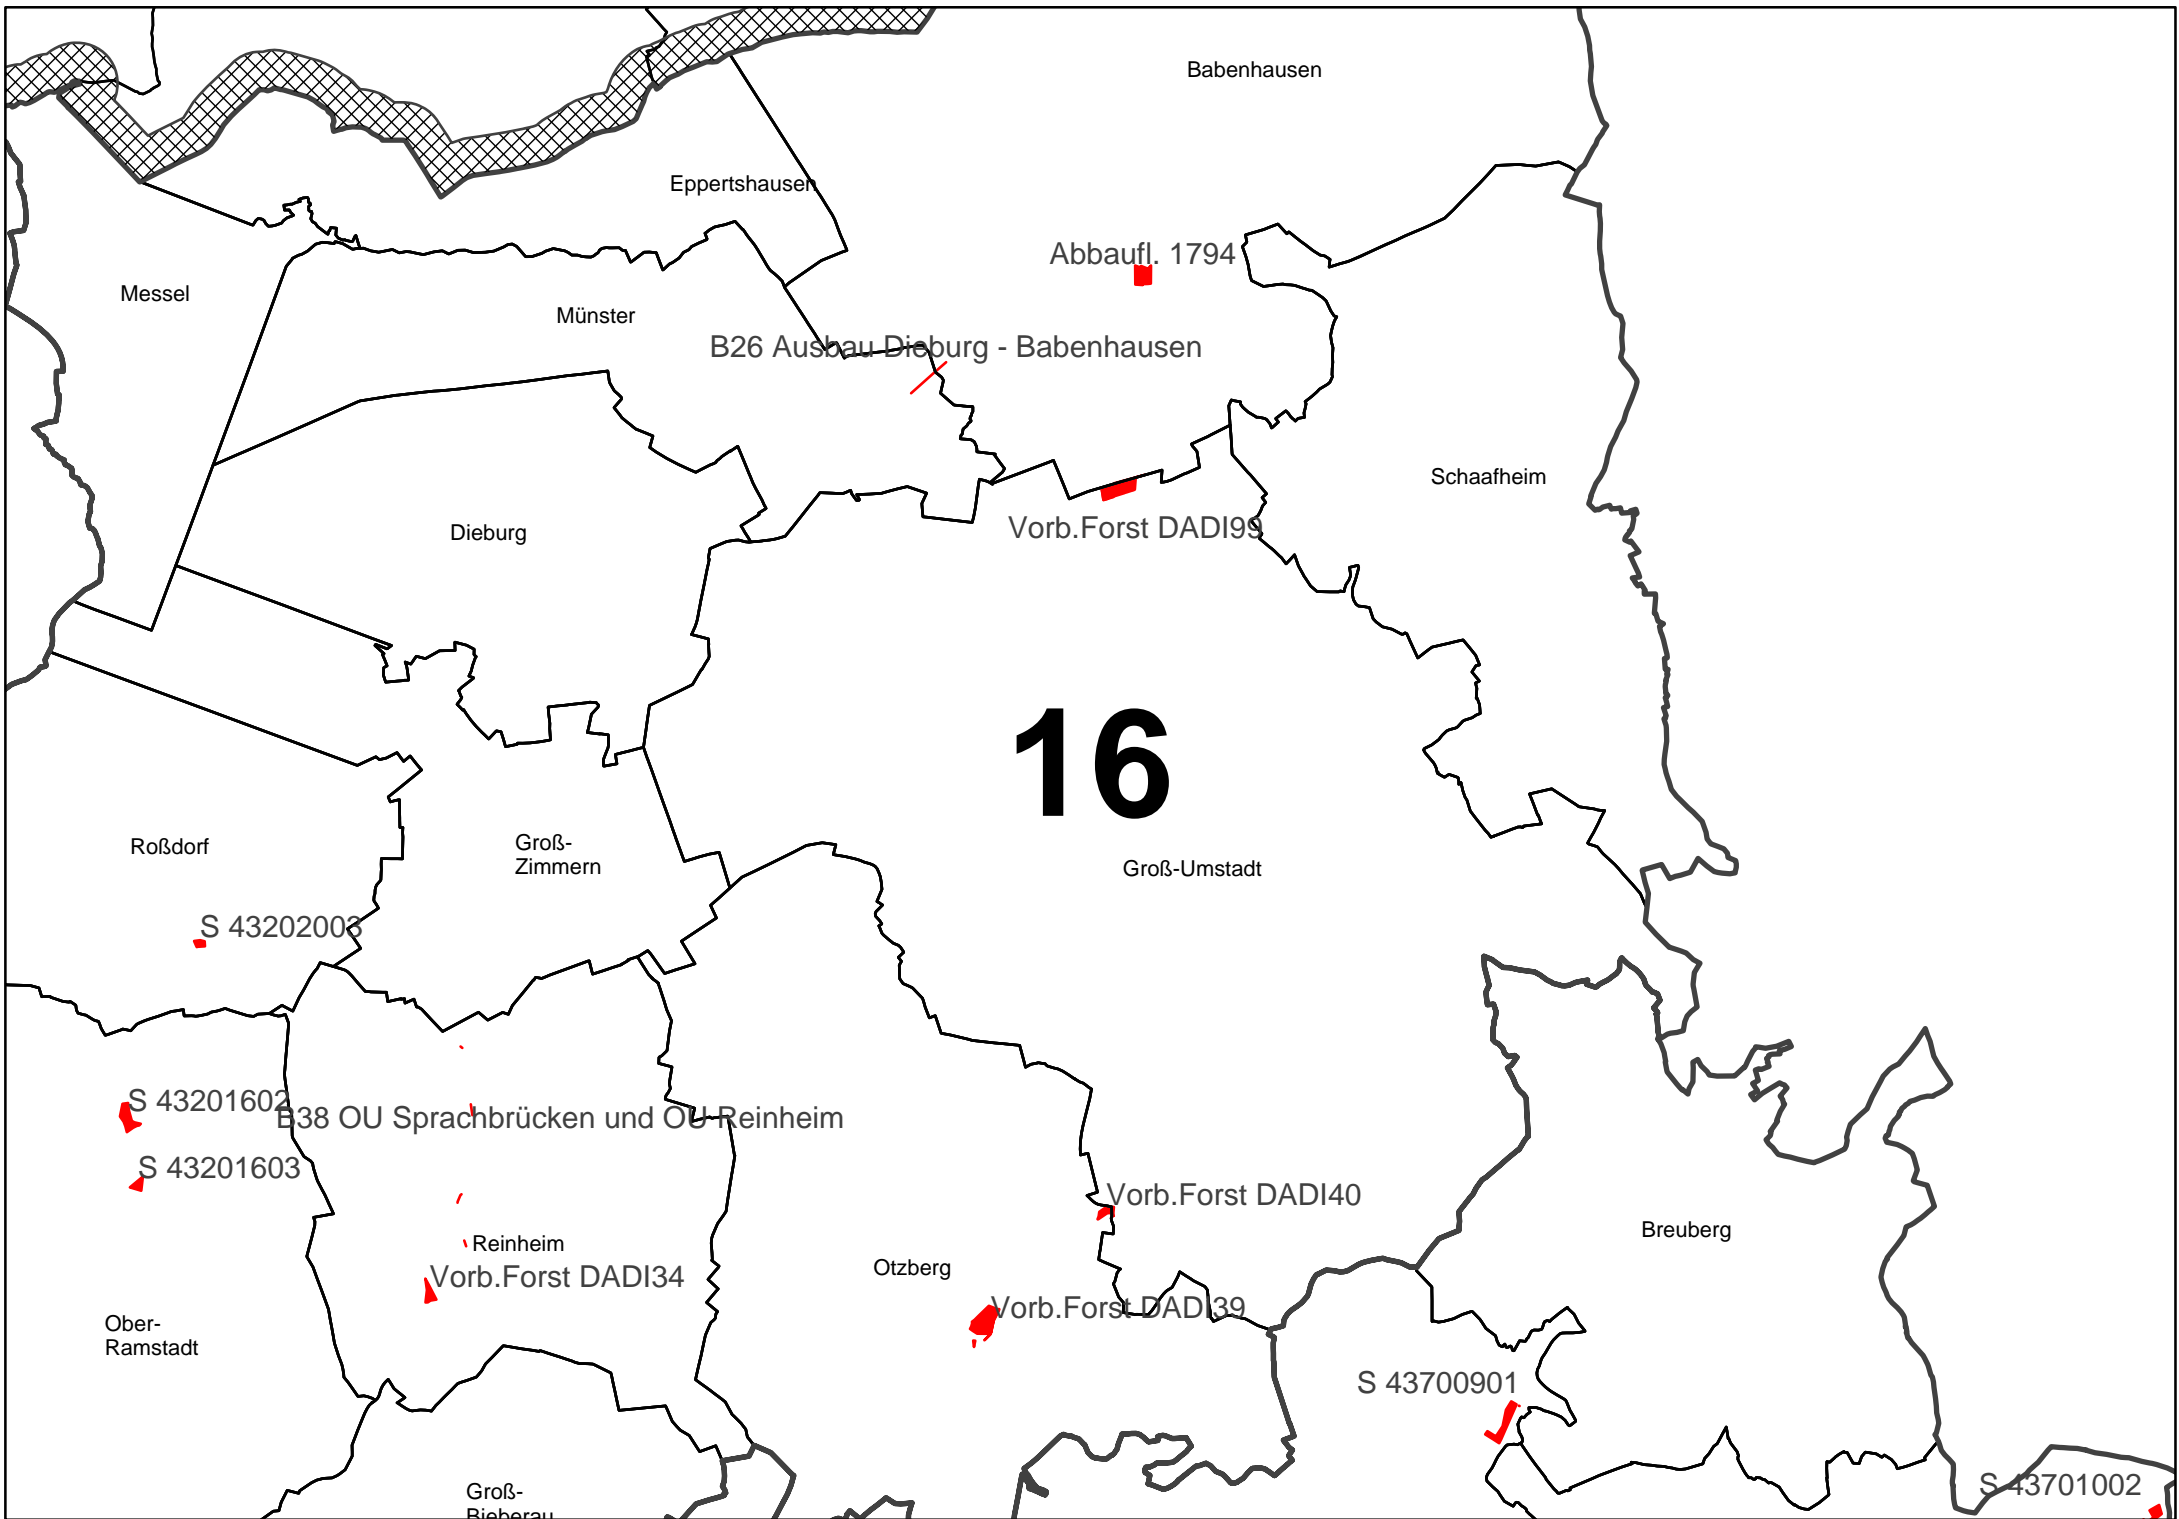 Babenhausen
Eppertshausen
Abbaufl. 1794
Messel
Münster
B26 Ausbau Dieburg - Babenhausen
Schaafheim
Vorb.Forst DADI99
Dieburg
16
Roßdorf
Groß-
Zimmern
Groß-Umstadt
S 43202003
S 43201602
B38 OU Sprachbrücken und OU Reinheim
S 43201603
Vorb.Forst DADI40
Breuberg
Reinheim
Otzberg
Vorb.Forst DADI34
Vorb.Forst DADI39
Ober-
Ramstadt
S 43700901
S 43701002
Groß-
Bieberau